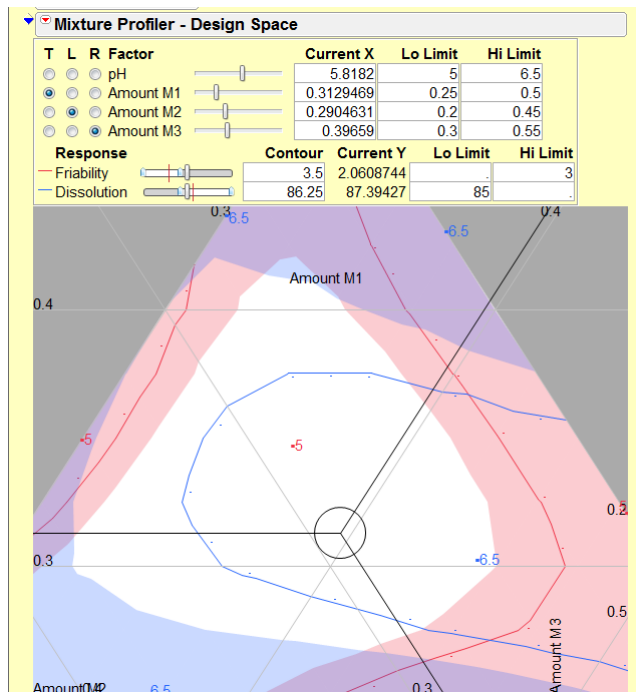 Mixture Profiler - Design Space
T L R Factor Current X Lo Limit Hi Limit
pH 5.8182 5 6.5
Amount M1 0.3129469 0.25 0.5
Amount M2 0.2904631 0.2 0.45
Amount M3 0.39659 0.3 0.55
Response Contour Current Y Lo Limit Hi Limit
Friability 3.5 2.0608744 . 3
Dissolution 86.25 87.39427 85 .
0.3 0.4
6.5 6.5
Amount M1
0.4
5
5
0.2
0.3 6.5
0.5
Amount M3
6.5 0.3